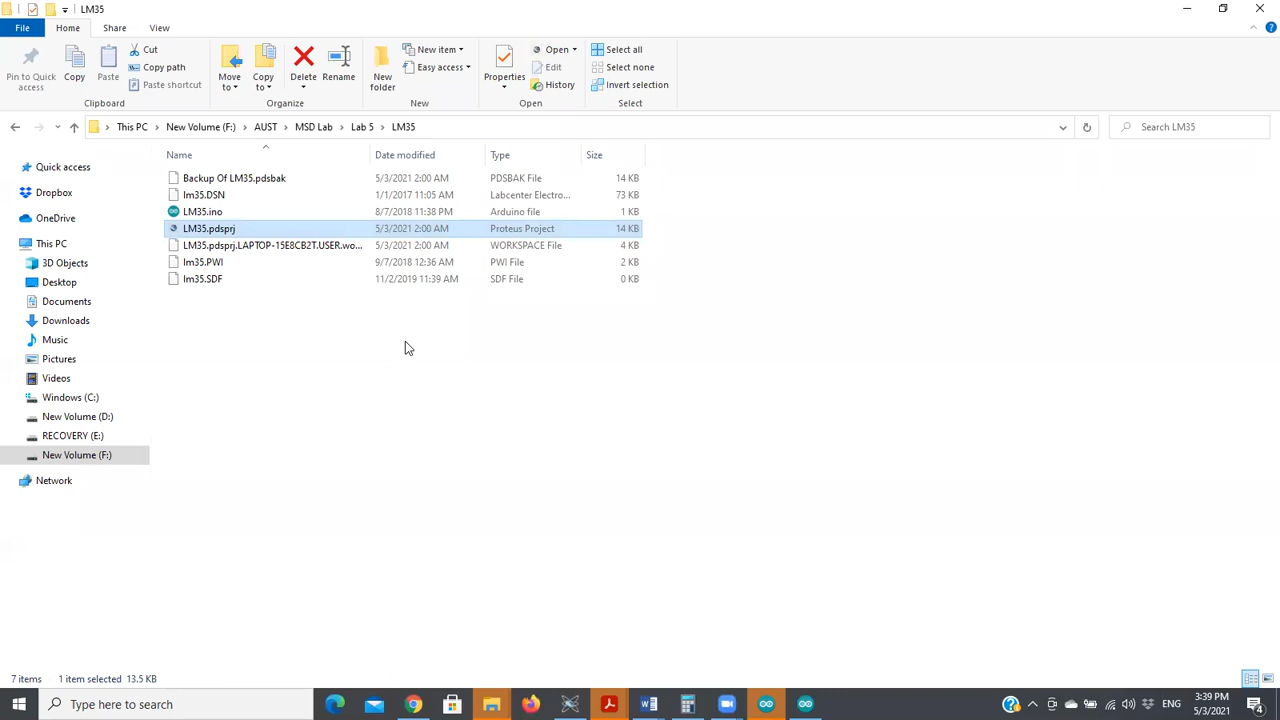 LM35
File Home Share View
Pin to Quick access
Copy
Paste
Cut
Copy path
Paste shortcut
Clipboard
Move to
Copy to
Delete
Rename
Organize
New folder
New item
Easy access
New
Properties
Open
Edit
History
Open
Select all
Select none
Invert selection
Select
This PC > New Volume (F:) > AUST > MSD Lab > Lab 5 > LM35
Search LM35
Name Date modified Type Size
Backup Of LM35.pdsbak 5/3/2021 2:00 AM PDSBAK File 14 KB
lm35.DSN 1/1/2017 11:05 AM Labcenter Electro... 73 KB
LM35.ino 8/7/2018 11:38 PM Arduino file 1 KB
LM35.pdsprj 5/3/2021 2:00 AM Proteus Project 14 KB
LM35.pdsprj.LAPTOP-15E8CB2T.USER.wo... 5/3/2021 2:00 AM WORKSPACE File 4 KB
lm35.PWI 9/7/2018 12:36 AM PWI File 2 KB
lm35.SDF 11/2/2019 11:39 AM SDF File 0 KB
Quick access
Dropbox
OneDrive
This PC
3D Objects
Desktop
Documents
Downloads
Music
Pictures
Videos
Windows (C:)
New Volume (D:)
RECOVERY (E:)
New Volume (F:)
Network
7 items 1 item selected 13.5 KB
Type here to search
ENG
3:39 PM
5/3/2021
4